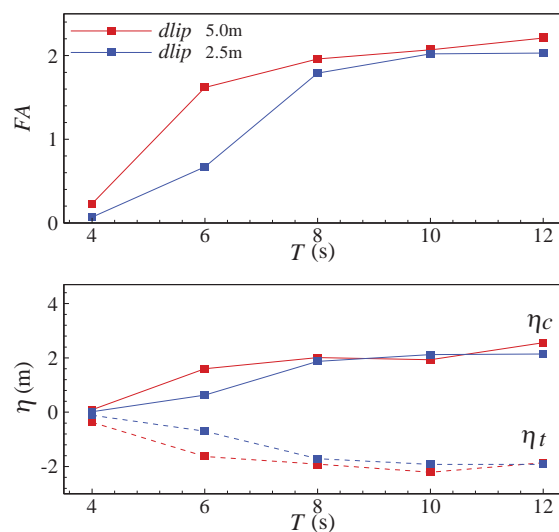 2
dlip 5.0m
dlip 2.5m
FA
1
0
4 6 8 10 12
T (s)
4
ηc
2
η (m)
0
ηt
-2
4 6 8 10 12
T (s)